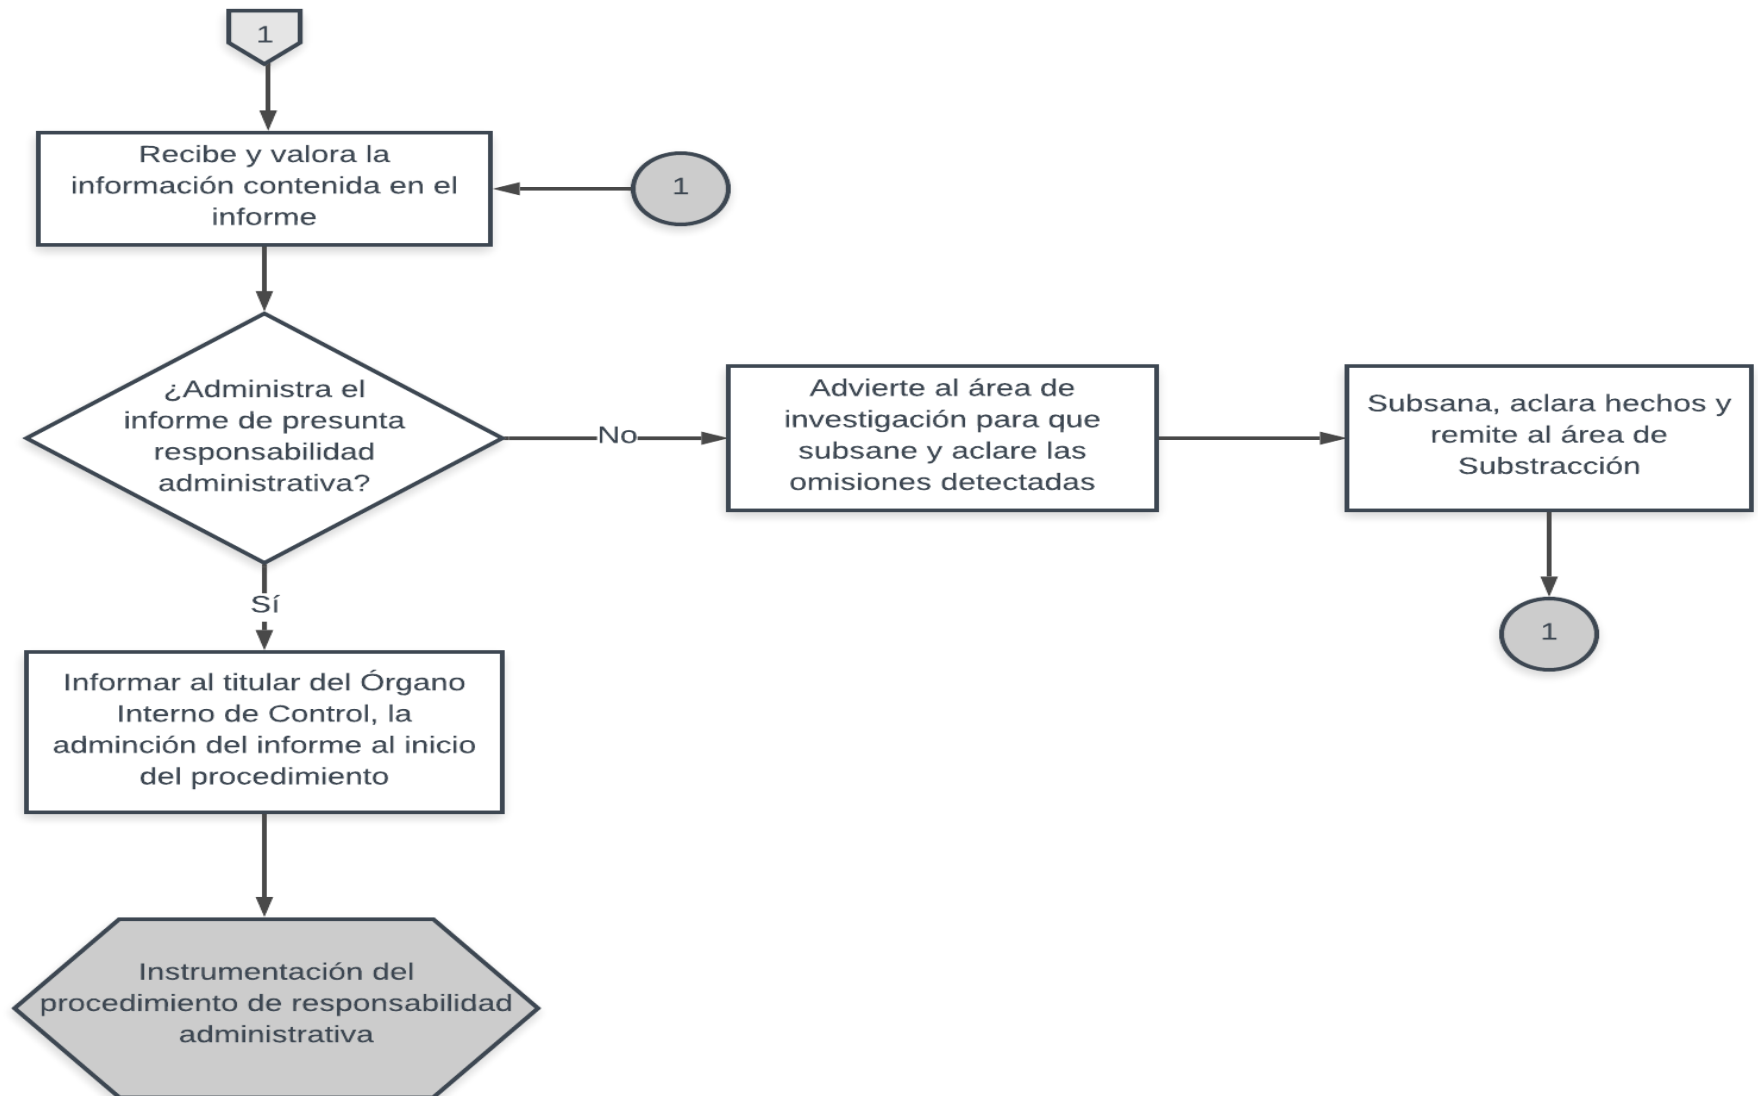 1
Recibe y valora la
información contenida en el
informe
1
¿Administra el
informe de presunta
responsabilidad
administrativa?
No
Advierte al área de
investigación para que
subsane y aclare las
omisiones detectadas
Subsana, aclara hechos y
remite al área de
Substracción
1
Sí
Informar al titular del Órgano
Interno de Control, la
adminción del informe al inicio
del procedimiento
Instrumentación del
procedimiento de responsabilidad
administrativa